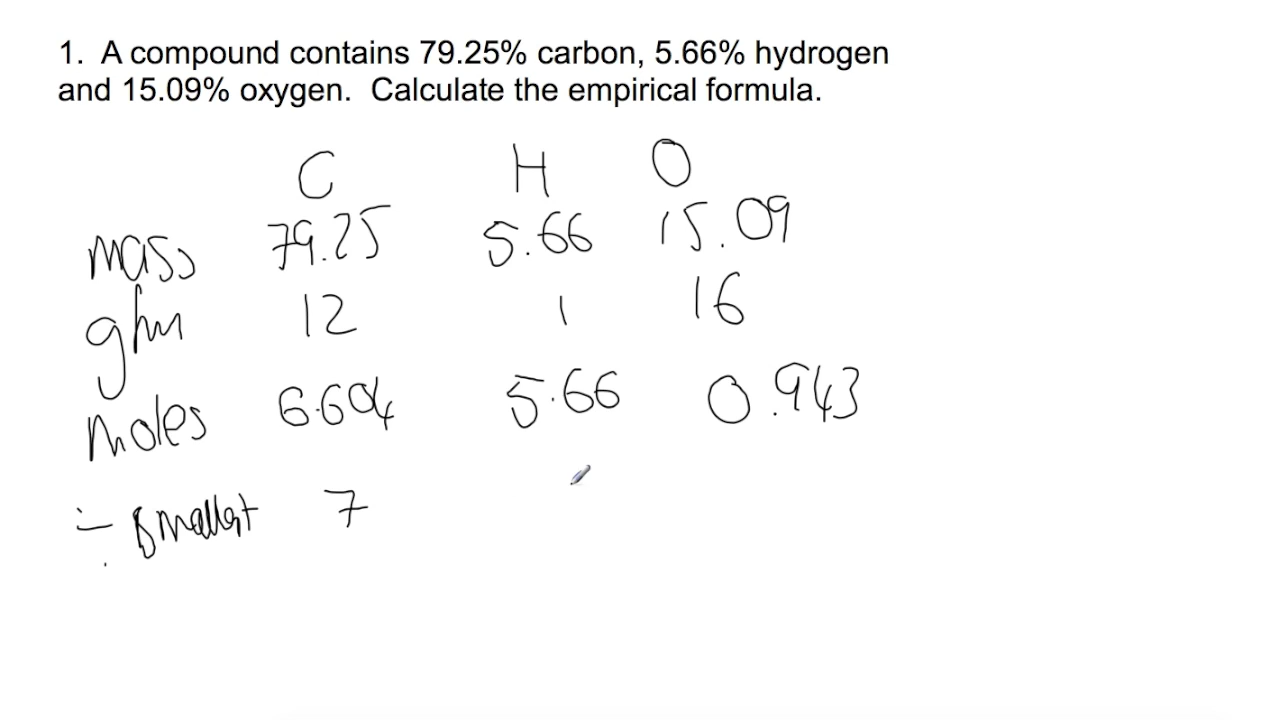 1. A compound contains 79.25% carbon, 5.66% hydrogen
and 15.09% oxygen. Calculate the empirical formula.
C H O
mass 79.25 5.66 15.09
gfm 12 1 16
moles 6.604 5.66 0.943
÷ smallest 7